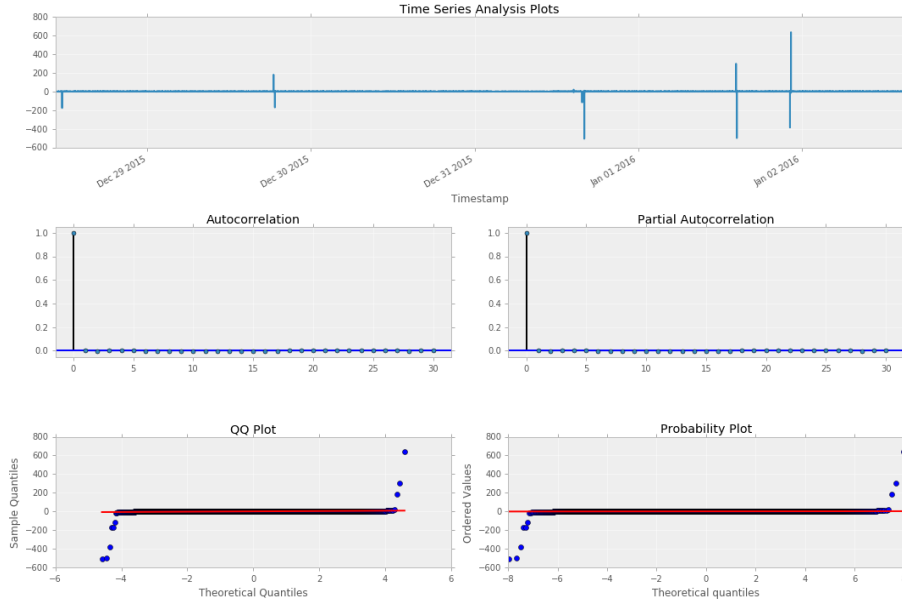 Time Series Analysis Plots
800
600
400
200
0
−200
−400
−600
Dec 29 2015
Dec 30 2015
Dec 31 2015
Jan 01 2016
Jan 02 2016
Timestamp
Autocorrelation
1.0
0.8
0.6
0.4
0.2
0.0
0 5 10 15 20 25 30
Partial Autocorrelation
1.0
0.8
0.6
0.4
0.2
0.0
0 5 10 15 20 25 30
QQ Plot
Sample Quantiles
800
600
400
200
0
−200
−400
−600
−6 −4 −2 0 2 4 6
Theoretical Quantiles
Probability Plot
Ordered Values
800
600
400
200
0
−200
−400
−600
−8 −6 −4 −2 0 2 4 6
Theoretical quantiles